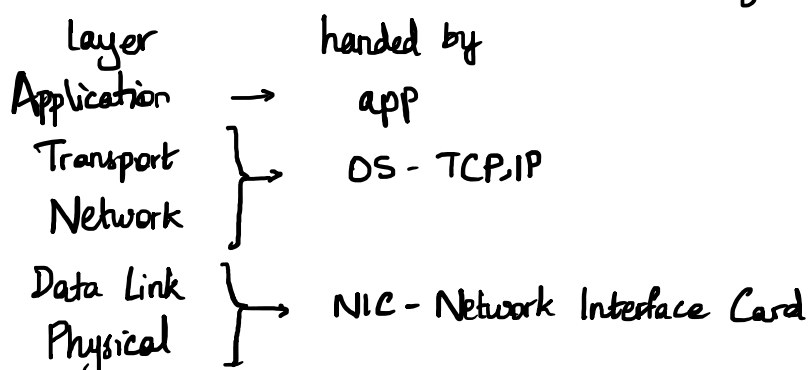 Layer handed by
Application → app
Transport
OS - TCP,IP
Network
Data Link
NIC - Network Interface Card
Physical